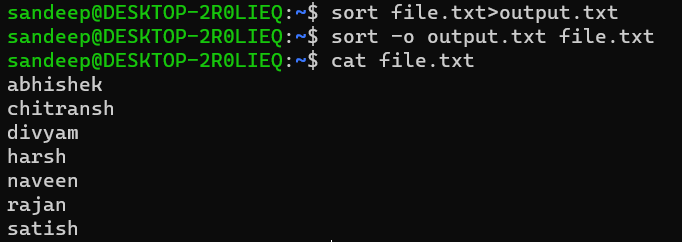 sandeep@DESKTOP-2R0LIEQ:~$ sort file.txt>output.txt
sandeep@DESKTOP-2R0LIEQ:~$ sort -o output.txt file.txt
sandeep@DESKTOP-2R0LIEQ:~$ cat file.txt
abhishek
chitransh
divyam
harsh
naveen
rajan
satish